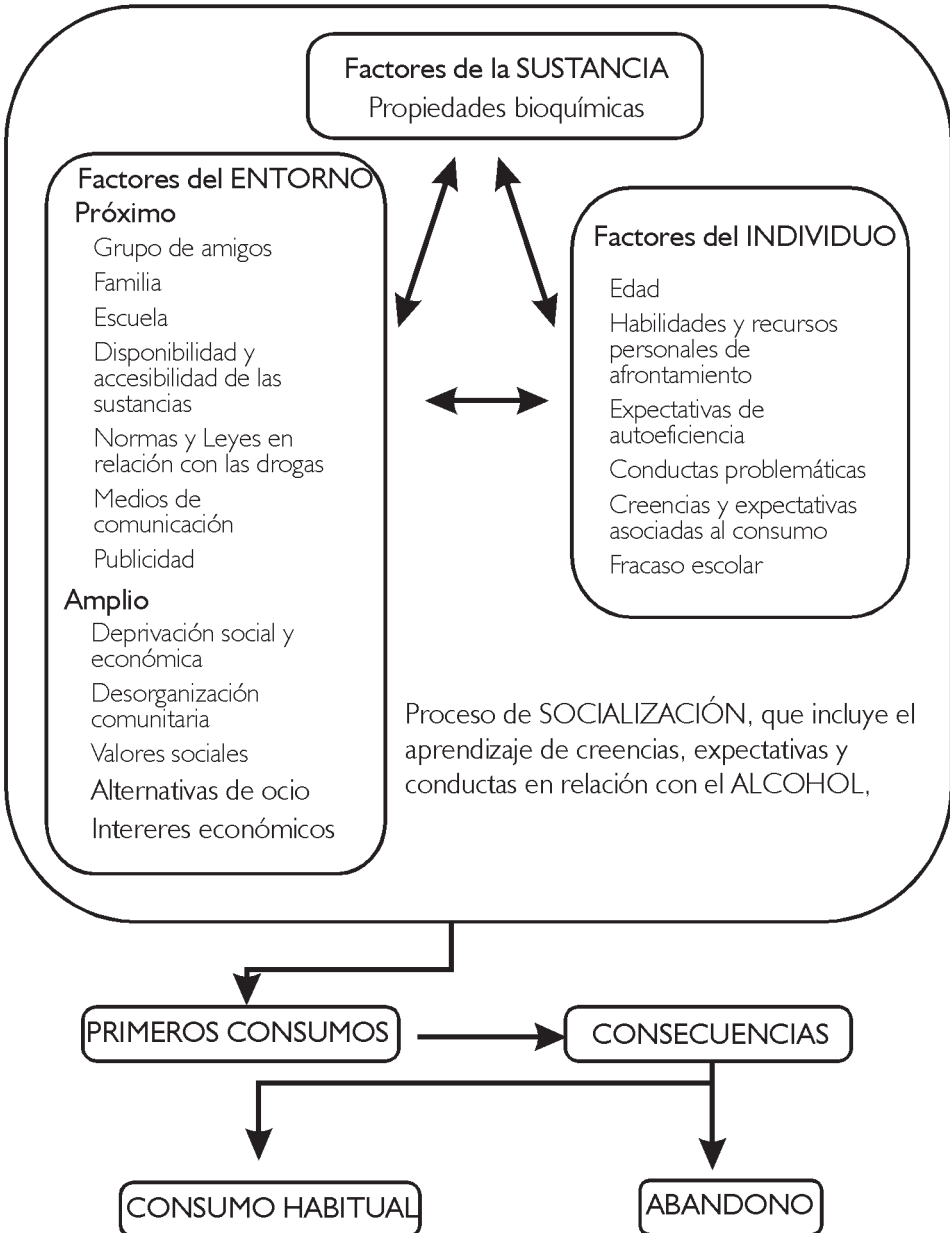 Factores de la SUSTANCIA
Propiedades bioquímicas
Factores del ENTORNO
Próximo
Grupo de amigos
Familia
Escuela
Disponibilidad y
accesibilidad de las
sustancias
Normas y Leyes en
relación con las drogas
Medios de
comunicación
Publicidad
Amplio
Deprivación social y
económica
Desorganización
comunitaria
Valores sociales
Alternativas de ocio
Intereres económicos
Factores del INDIVIDUO
Edad
Habilidades y recursos
personales de
afrontamiento
Expectativas de
autoeficiencia
Conductas problemáticas
Creencias y expectativas
asociadas al consumo
Fracaso escolar
Proceso de SOCIALIZACIÓN, que incluye el
aprendizaje de creencias, expectativas y
conductas en relación con el ALCOHOL,
PRIMEROS CONSUMOS
CONSECUENCIAS
CONSUMO HABITUAL
ABANDONO